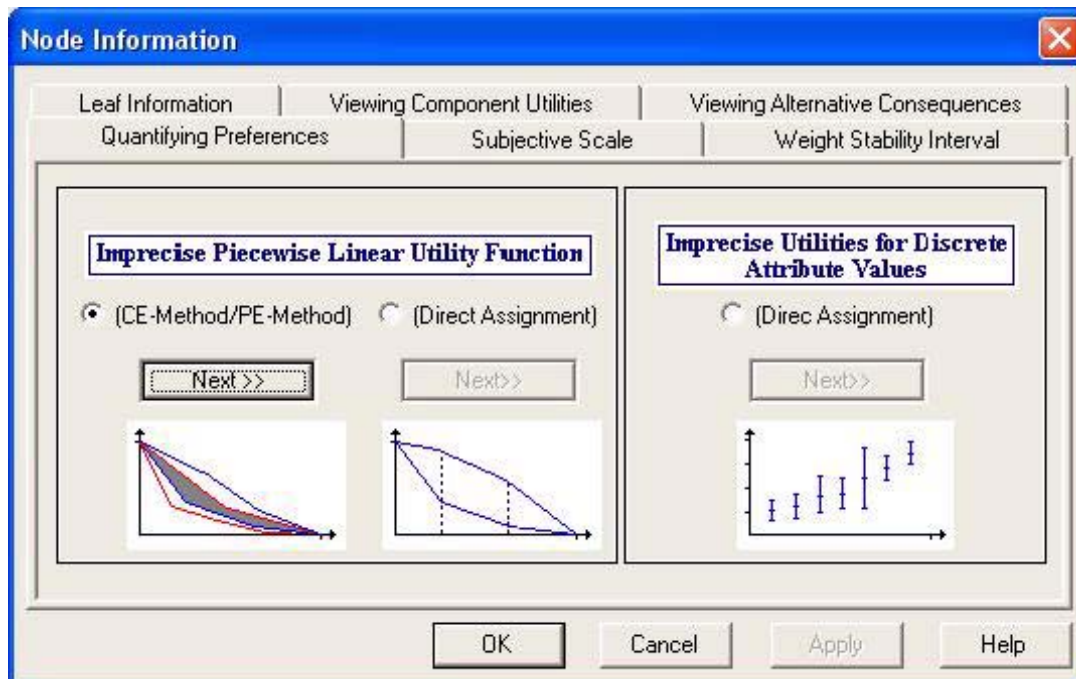 Node Information
Leaf Information Viewing Component Utilities Viewing Alternative Consequences
Quantifying Preferences Subjective Scale Weight Stability Interval
Imprecise Piecewise Linear Utility Function
(CE-Method/PE-Method) (Direct Assignment)
Next >> Next>>
Imprecise Utilities for Discrete
Attribute Values
(Direc Assignment)
Next>>
OK Cancel Apply Help